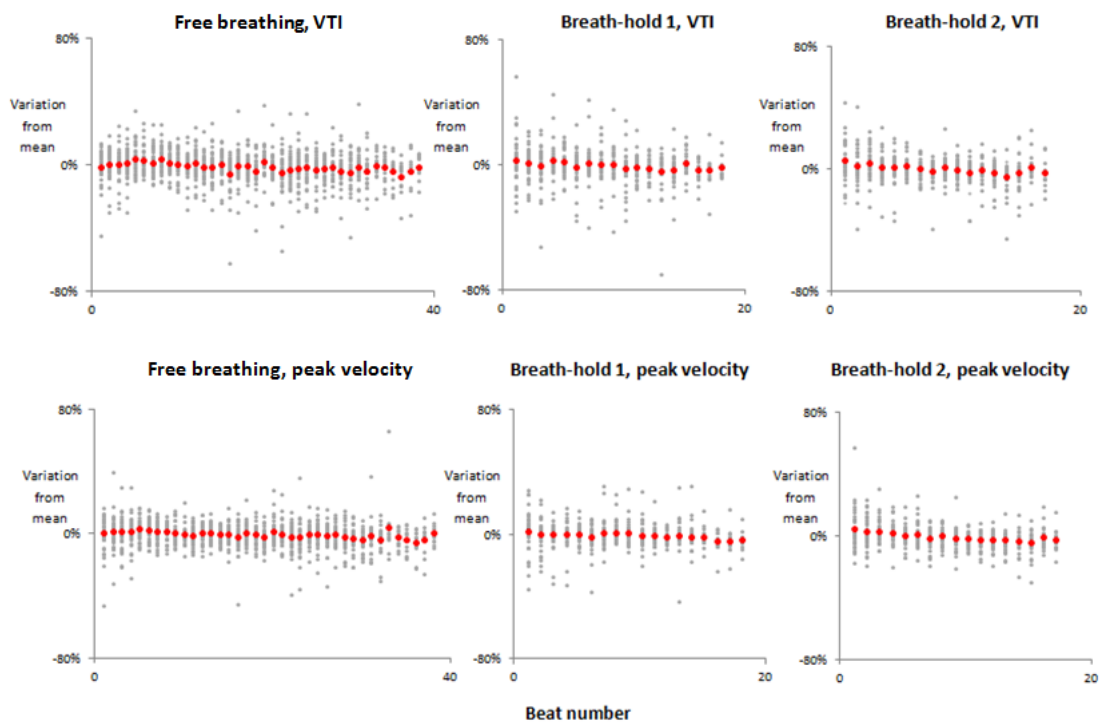 Free breathing, VTI
80%
Variation
from
mean
0%
-80%
0
40
Breath-hold 1, VTI
80%
Variation
from
mean
0%
-80%
0
20
Breath-hold 2, VTI
80%
Variation
from
mean
0%
-80%
0
20
Free breathing, peak velocity
80%
Variation
from
mean
0%
-80%
0
40
Breath-hold 1, peak velocity
80%
Variation
from
mean
0%
-80%
0
20
Breath-hold 2, peak velocity
80%
Variation
from
mean
0%
-80%
0
20
Beat number